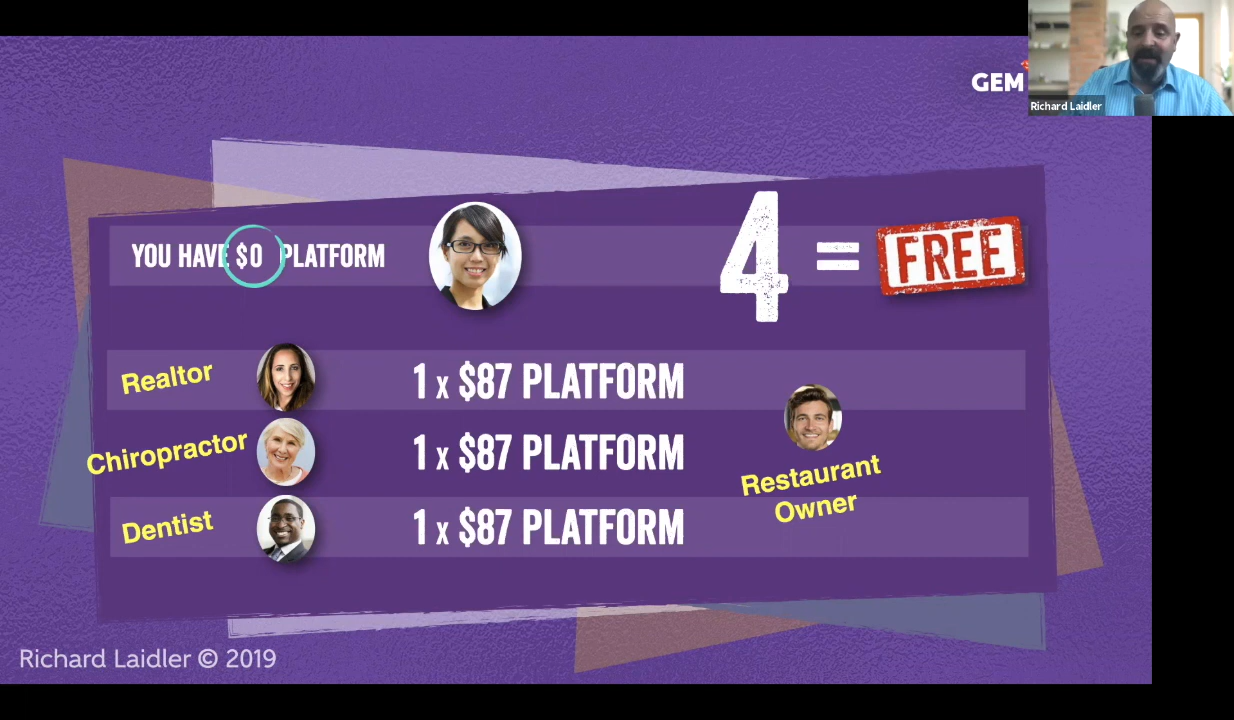 GEM
Richard Laidler
YOU HAVE $0 PLATFORM
4 = FREE
Realtor
1 x $87 PLATFORM
Chiropractor
1 x $87 PLATFORM
Restaurant
Owner
Dentist
1 x $87 PLATFORM
Richard Laidler © 2019